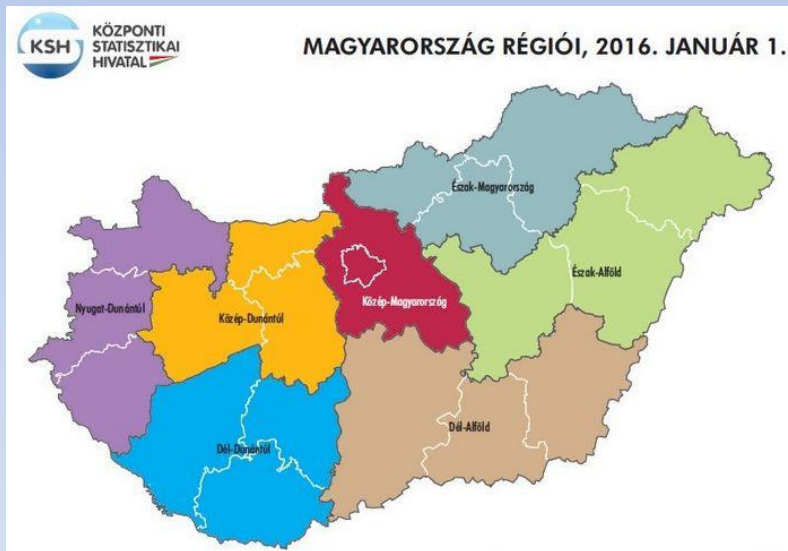 KSH
KÖZPONTI
STATISZTIKAI
HIVATAL
MAGYARORSZÁG RÉGIÓI, 2016. JANUÁR 1.
Észak-Magyarország
Észak-Alföld
Közép-Magyarország
Nyugat-Dunántúl
Közép-Dunántúl
Dél-Alföld
Dél-Dunántúl